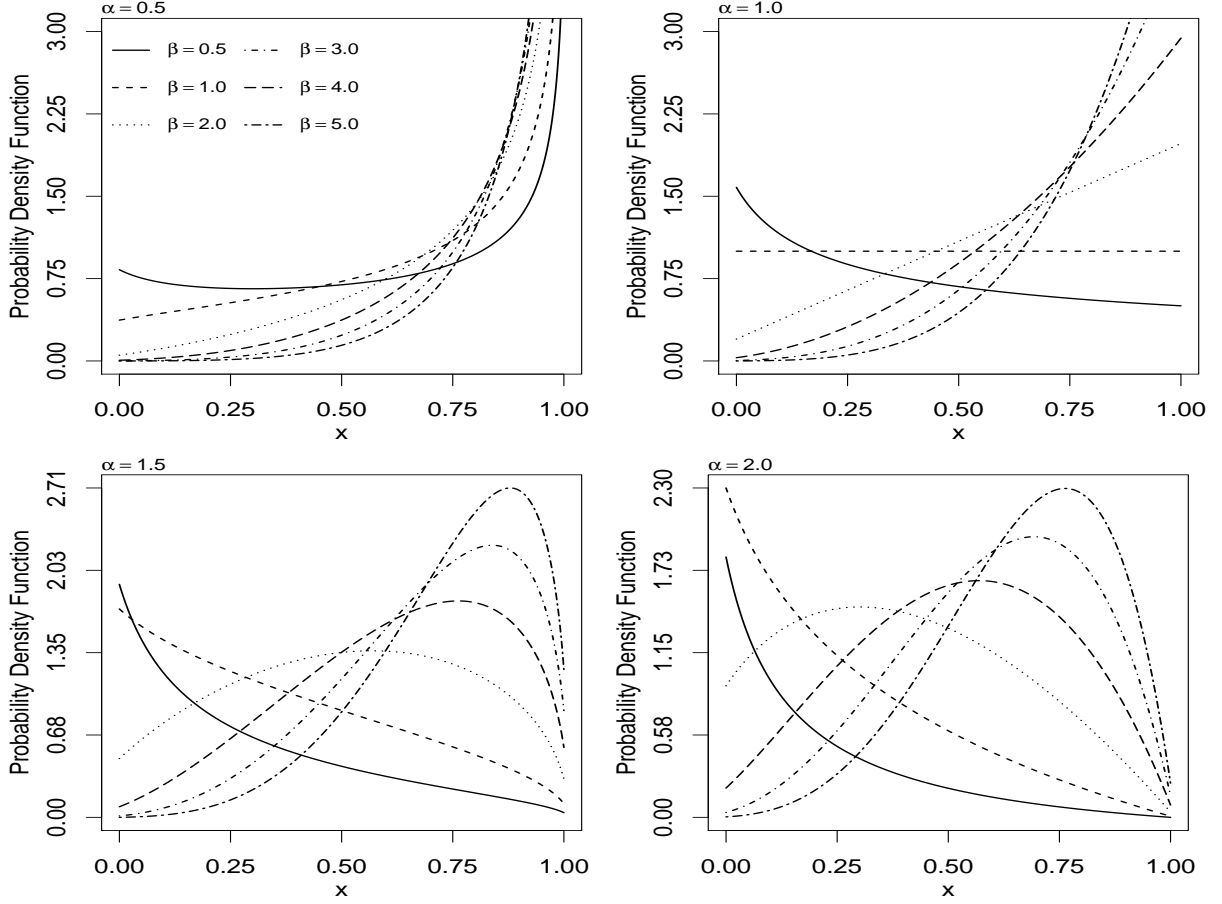 α = 0.5
Probability Density Function
0.00 0.75 1.50 2.25 3.00
β = 0.5
β = 1.0
β = 2.0
β = 3.0
β = 4.0
β = 5.0
0.00 0.25 0.50 0.75 1.00
x
α = 1.0
Probability Density Function
0.00 0.75 1.50 2.25 3.00
0.00 0.25 0.50 0.75 1.00
x
α = 1.5
Probability Density Function
0.00 0.68 1.35 2.03 2.71
0.00 0.25 0.50 0.75 1.00
x
α = 2.0
Probability Density Function
0.00 0.58 1.15 1.73 2.30
0.00 0.25 0.50 0.75 1.00
x